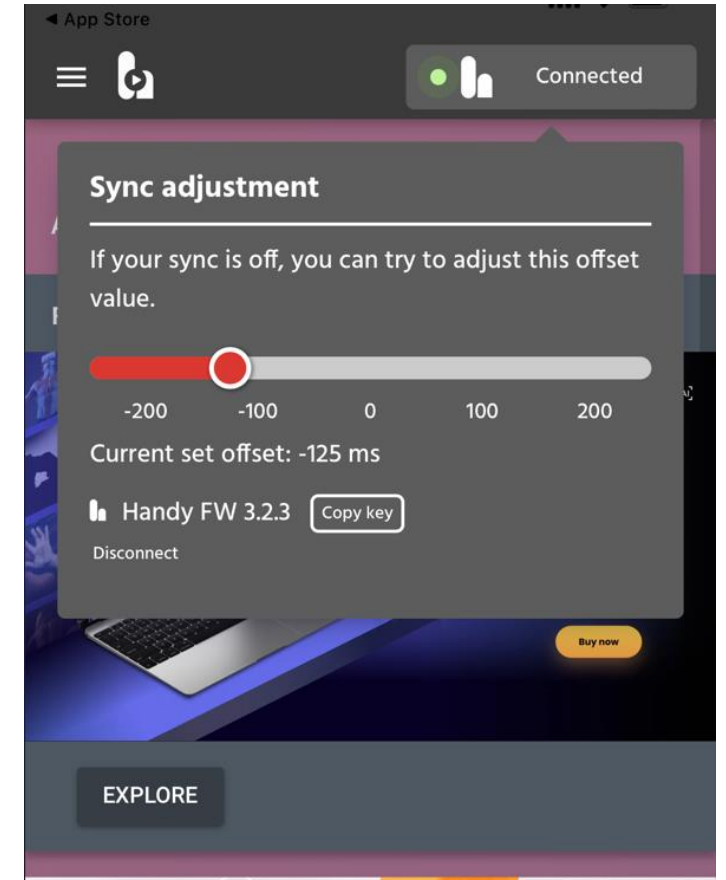 ◀ App Store
Connected
Sync adjustment
If your sync is off, you can try to adjust this offset
value.
-200 -100 0 100 200
Current set offset: -125 ms
Handy FW 3.2.3 Copy key
Disconnect
Buy now
EXPLORE